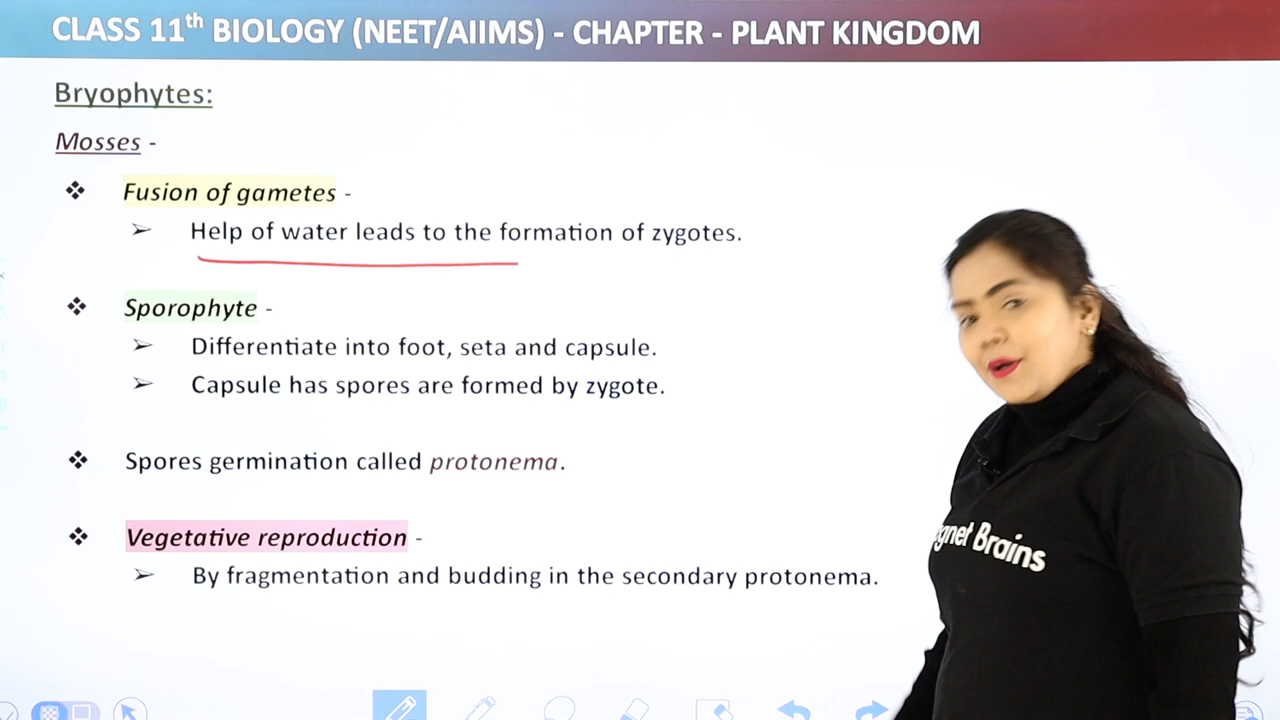 CLASS 11th BIOLOGY (NEET/AIIMS) - CHAPTER - PLANT KINGDOM
Bryophytes:
Mosses -
❖ Fusion of gametes -
➢ Help of water leads to the formation of zygotes.
❖ Sporophyte -
➢ Differentiate into foot, seta and capsule.
➢ Capsule has spores are formed by zygote.
❖ Spores germination called protonema.
❖ Vegetative reproduction -
➢ By fragmentation and budding in the secondary protonema.
gnet Brains